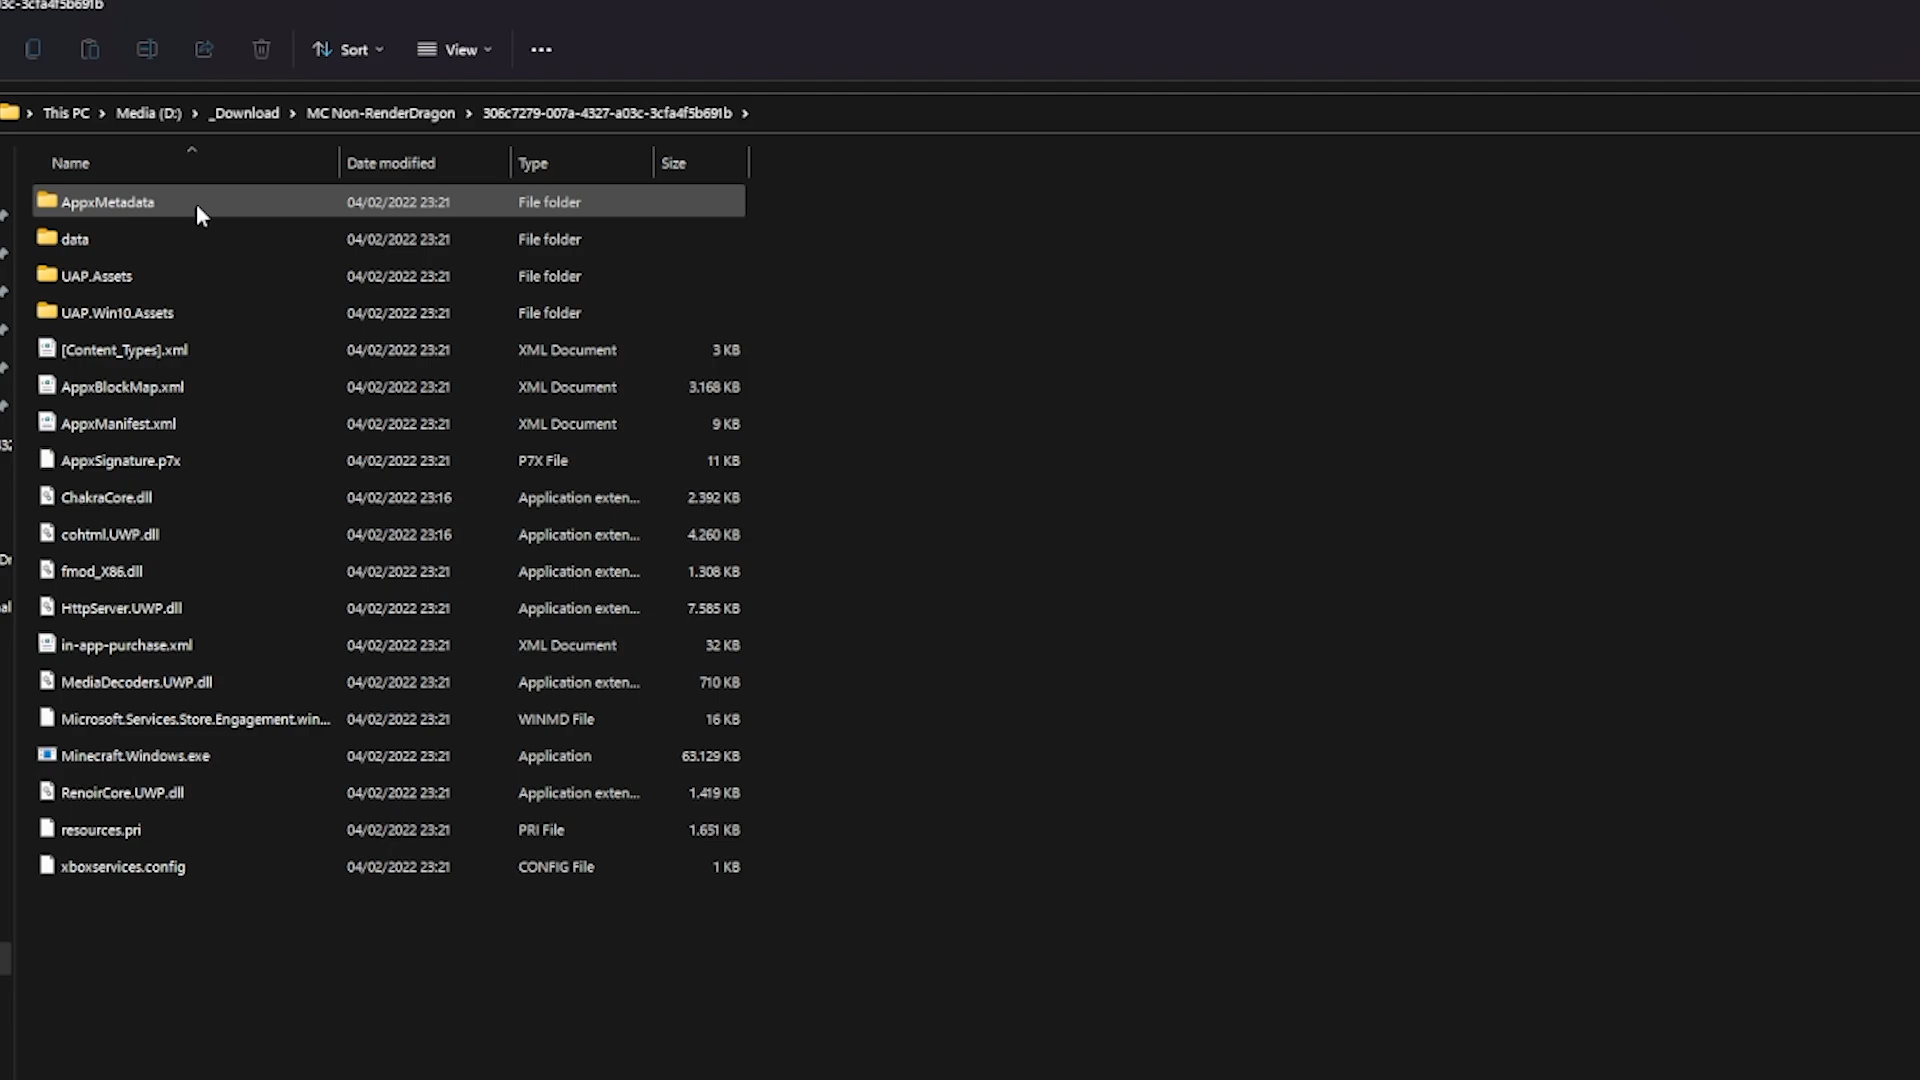 03c-3cfa4f5b691b
Sort View
This PC Media (D:) _Download MC Non-RenderDragon 306c7279-007a-4327-a03c-3cfa4f5b691b
Name Date modified Type Size
AppxMetadata 04/02/2022 23:21 File folder
data 04/02/2022 23:21 File folder
UAP.Assets 04/02/2022 23:21 File folder
UAP.Win10.Assets 04/02/2022 23:21 File folder
[Content_Types].xml 04/02/2022 23:21 XML Document 3 KB
AppxBlockMap.xml 04/02/2022 23:21 XML Document 3.168 KB
AppxManifest.xml 04/02/2022 23:21 XML Document 9 KB
AppxSignature.p7x 04/02/2022 23:21 P7X File 11 KB
ChakraCore.dll 04/02/2022 23:16 Application exten... 2.392 KB
cohtml.UWP.dll 04/02/2022 23:16 Application exten... 4.260 KB
fmod_X86.dll 04/02/2022 23:21 Application exten... 1.308 KB
HttpServer.UWP.dll 04/02/2022 23:21 Application exten... 7.585 KB
in-app-purchase.xml 04/02/2022 23:21 XML Document 32 KB
MediaDecoders.UWP.dll 04/02/2022 23:21 Application exten... 710 KB
Microsoft.Services.Store.Engagement.win... 04/02/2022 23:21 WINMD File 16 KB
Minecraft.Windows.exe 04/02/2022 23:21 Application 63.129 KB
RenoirCore.UWP.dll 04/02/2022 23:21 Application exten... 1.419 KB
resources.pri 04/02/2022 23:21 PRI File 1.651 KB
xboxservices.config 04/02/2022 23:21 CONFIG File 1 KB